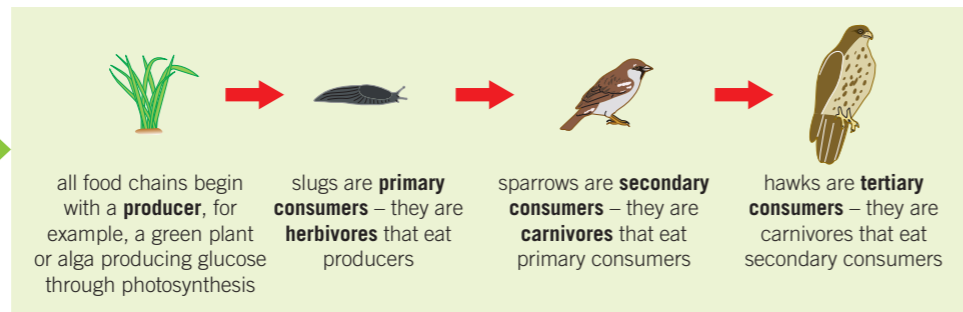 all food chains begin
with a producer, for
example, a green plant
or alga producing glucose
through photosynthesis
slugs are primary
consumers – they are
herbivores that eat
producers
sparrows are secondary
consumers – they are
carnivores that eat
primary consumers
hawks are tertiary
consumers – they are
carnivores that eat
secondary consumers